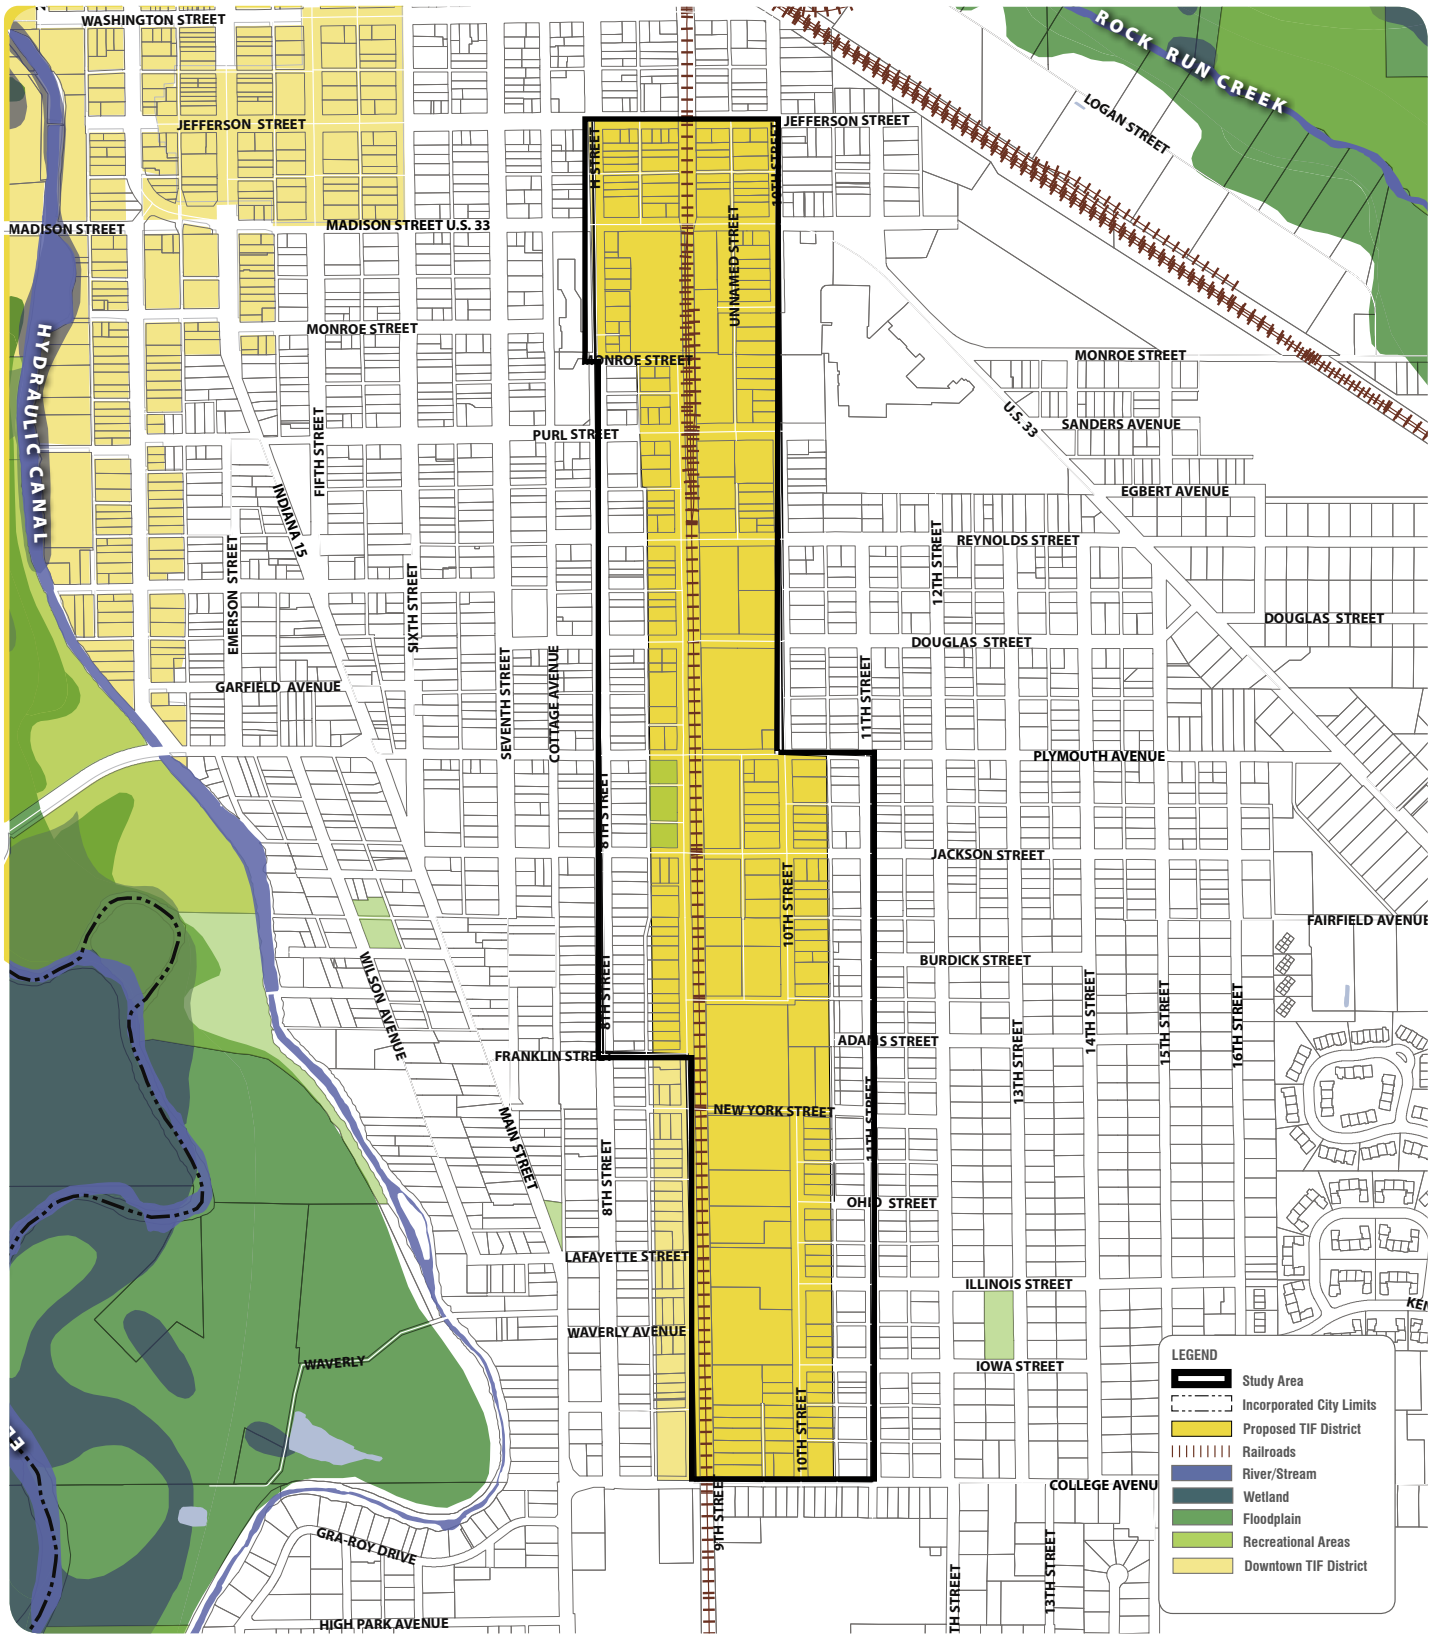 WASHINGTON STREET
ROCK RUN CREEK
LOGAN STREET
JEFFERSON STREET
JEFFERSON STREET
H STREET
10TH STREET
MADISON STREET
MADISON STREET U.S. 33
UNNAMED STREET
HYDRAULIC CANAL
MONROE STREET
MONROE STREET
MONROE STREET
U.S. 33
SANDERS AVENUE
FIFTH STREET
PURL STREET
EGBERT AVENUE
INDIANA 15
12TH STREET
REYNOLDS STREET
EMERSON STREET
SIXTH STREET
DOUGLAS STREET
DOUGLAS STREET
SEVENTH STREET
COTTAGE AVENUE
11TH STREET
GARFIELD AVENUE
PLYMOUTH AVENUE
8TH STREET
JACKSON STREET
10TH STREET
FAIRFIELD AVENUE
WILSON AVENUE
8TH STREET
BURDICK STREET
14TH STREET
15TH STREET
16TH STREET
13TH STREET
FRANKLIN STREET
ADAMS STREET
MAIN STREET
NEW YORK STREET
11TH STREET
8TH STREET
OHIO STREET
LAFAYETTE STREET
ILLINOIS STREET
KEN
WAVERLY AVENUE
WAVERLY
IOWA STREET
10TH STREET
EL
COLLEGE AVENU
9TH STREE
GRA-ROY DRIVE
13TH STREET
TH STREET
HIGH PARK AVENUE
LEGEND
Study Area
Incorporated City Limits
Proposed TIF District
Railroads
River/Stream
Wetland
Floodplain
Recreational Areas
Downtown TIF District